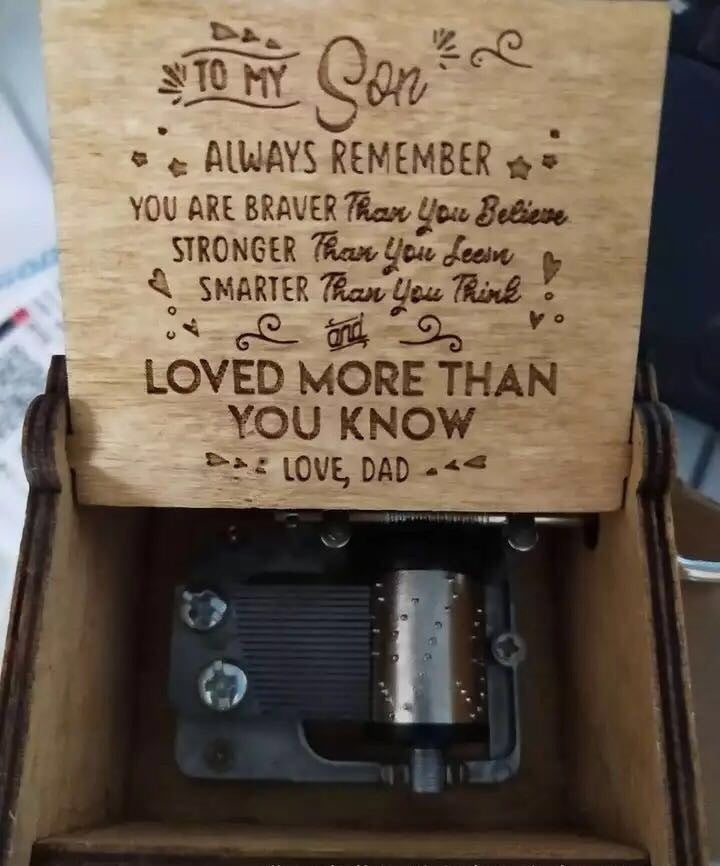 TO MY Son
ALWAYS REMEMBER
YOU ARE BRAVER Than You Believe
STRONGER Than You Seem
SMARTER Than You Think
and
LOVED MORE THAN
YOU KNOW
LOVE, DAD